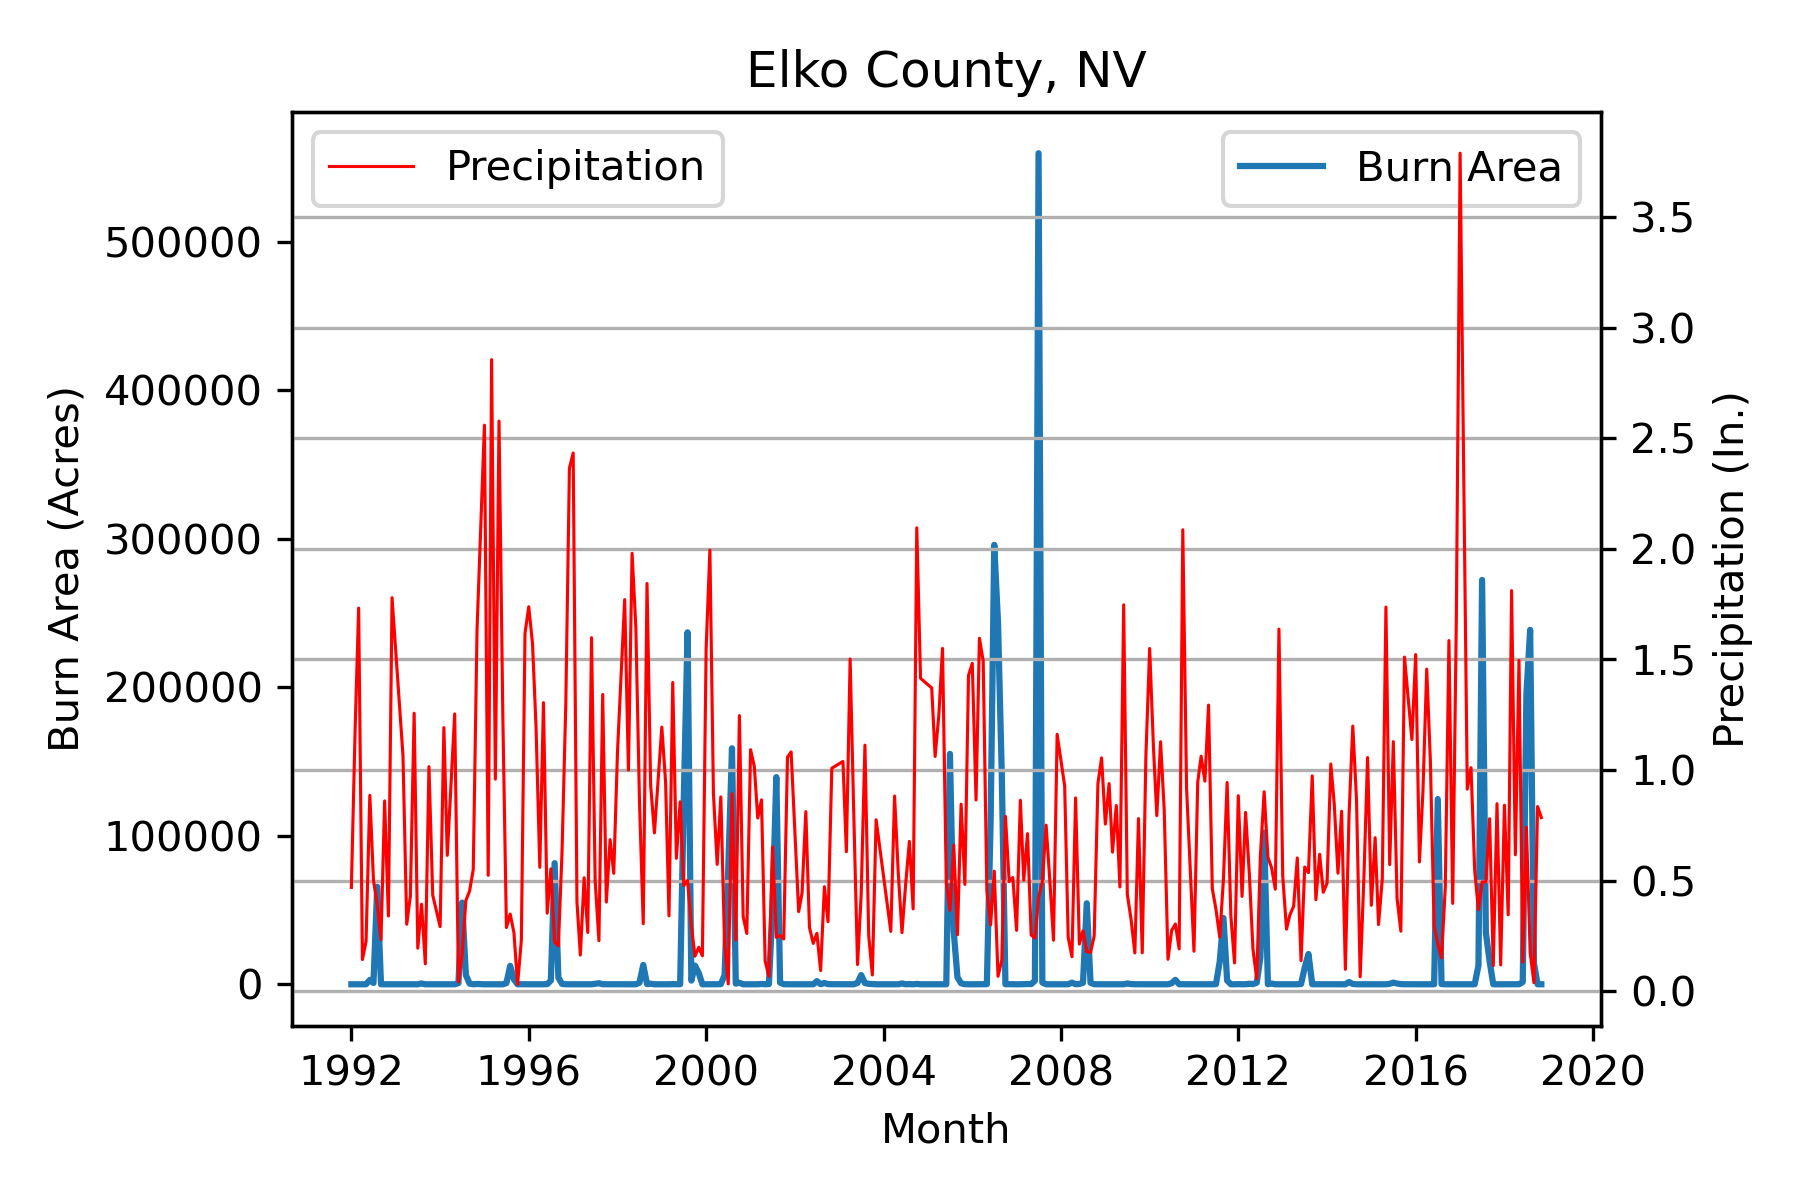 Elko County, NV
Precipitation
Burn Area
500000
400000
300000
200000
100000
0
Burn Area (Acres)
3.5
3.0
2.5
2.0
1.5
1.0
0.5
0.0
Precipitation (In.)
1992 1996 2000 2004 2008 2012 2016 2020
Month